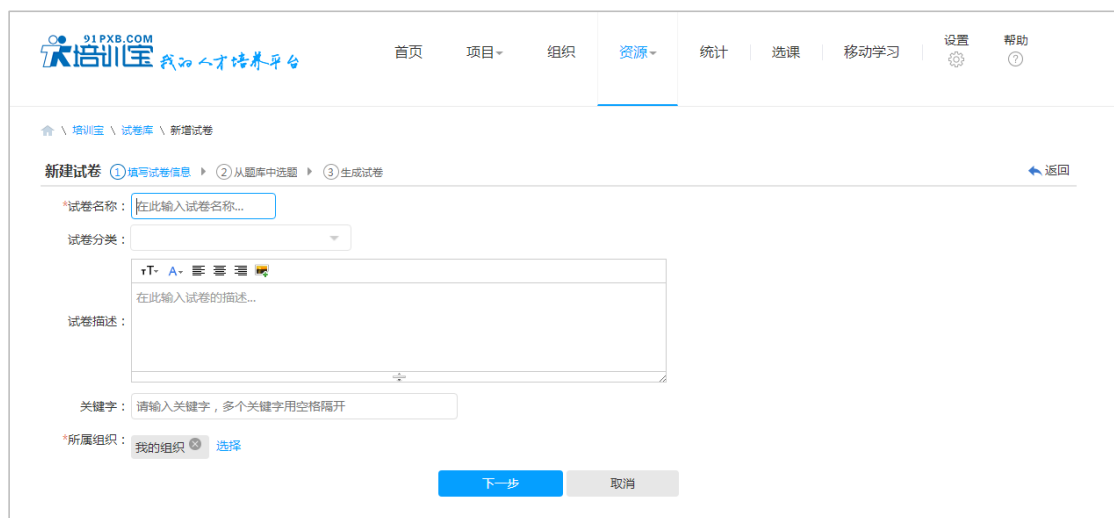 91PXB.COM
培训宝 我的人才培养平台
首页 项目 组织 资源 统计 选课 移动学习 设置 帮助
\ 培训宝 \ 试卷库 \ 新增试卷
新建试卷 ①填写试卷信息 ②从题库中选题 ③生成试卷 返回
*试卷名称： 在此输入试卷名称...
试卷分类：
тT A
在此输入试卷的描述...
试卷描述：
关键字： 请输入关键字，多个关键字用空格隔开
*所属组织： 我的组织 选择
下一步 取消